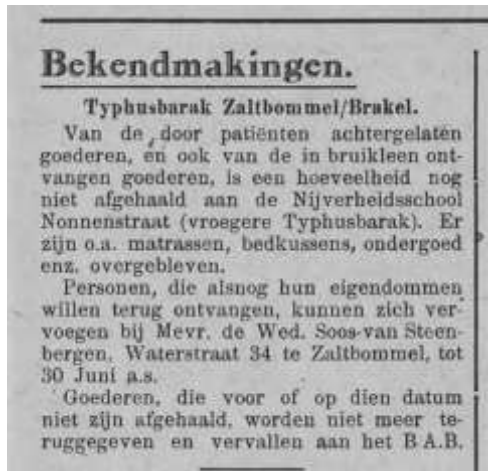 Bekendmakingen.
Typhusbarak Zaltbommel/Brakel.
Van de door patiënten achtergelaten
goederen, en ook van de in bruikleen ont-
vangen goederen, is een hoeveelheid nog
niet afgehaald aan de Nijverheidsschool
Nonnenstraat (vroegere Typhusbarak). Er
zijn o.a. matrassen, bedkussens, ondergoed
enz. overgebleven.
Personen, die alsnog hun eigendommen
willen terug ontvangen, kunnen zich ver-
voegen bij Mevr. de Wed. Soos-van Steen-
bergen, Waterstraat 34 te Zaltbommel, tot
30 Juni a.s.
Goederen, die voor of op dien datum
niet zijn afgehaald, worden niet meer te-
ruggegeven en vervallen aan het B.A.B.